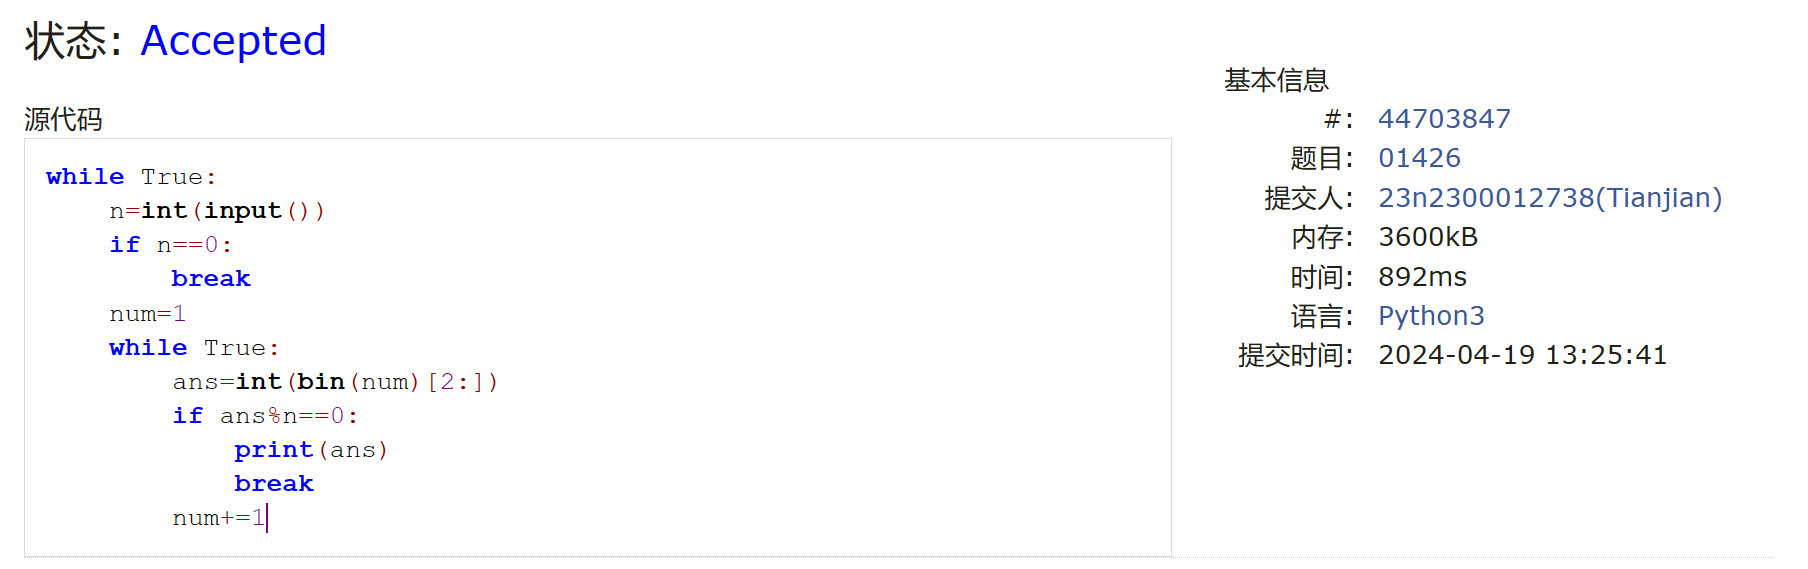 状态: Accepted
源代码
while True:
    n=int(input())
    if n==0:
        break
    num=1
    while True:
        ans=int(bin(num)[2:])
        if ans%n==0:
            print(ans)
            break
        num+=1
基本信息
#: 44703847
题目: 01426
提交人: 23n2300012738(Tianjian)
内存: 3600kB
时间: 892ms
语言: Python3
提交时间: 2024-04-19 13:25:41